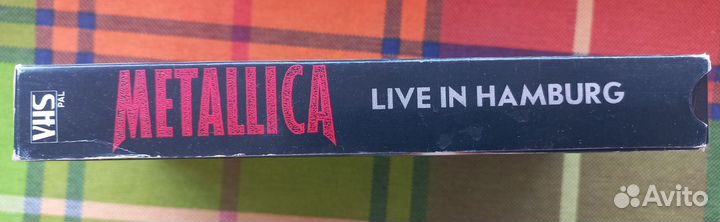 VHS
PAL
METALLICA
LIVE IN HAMBURG
Avito